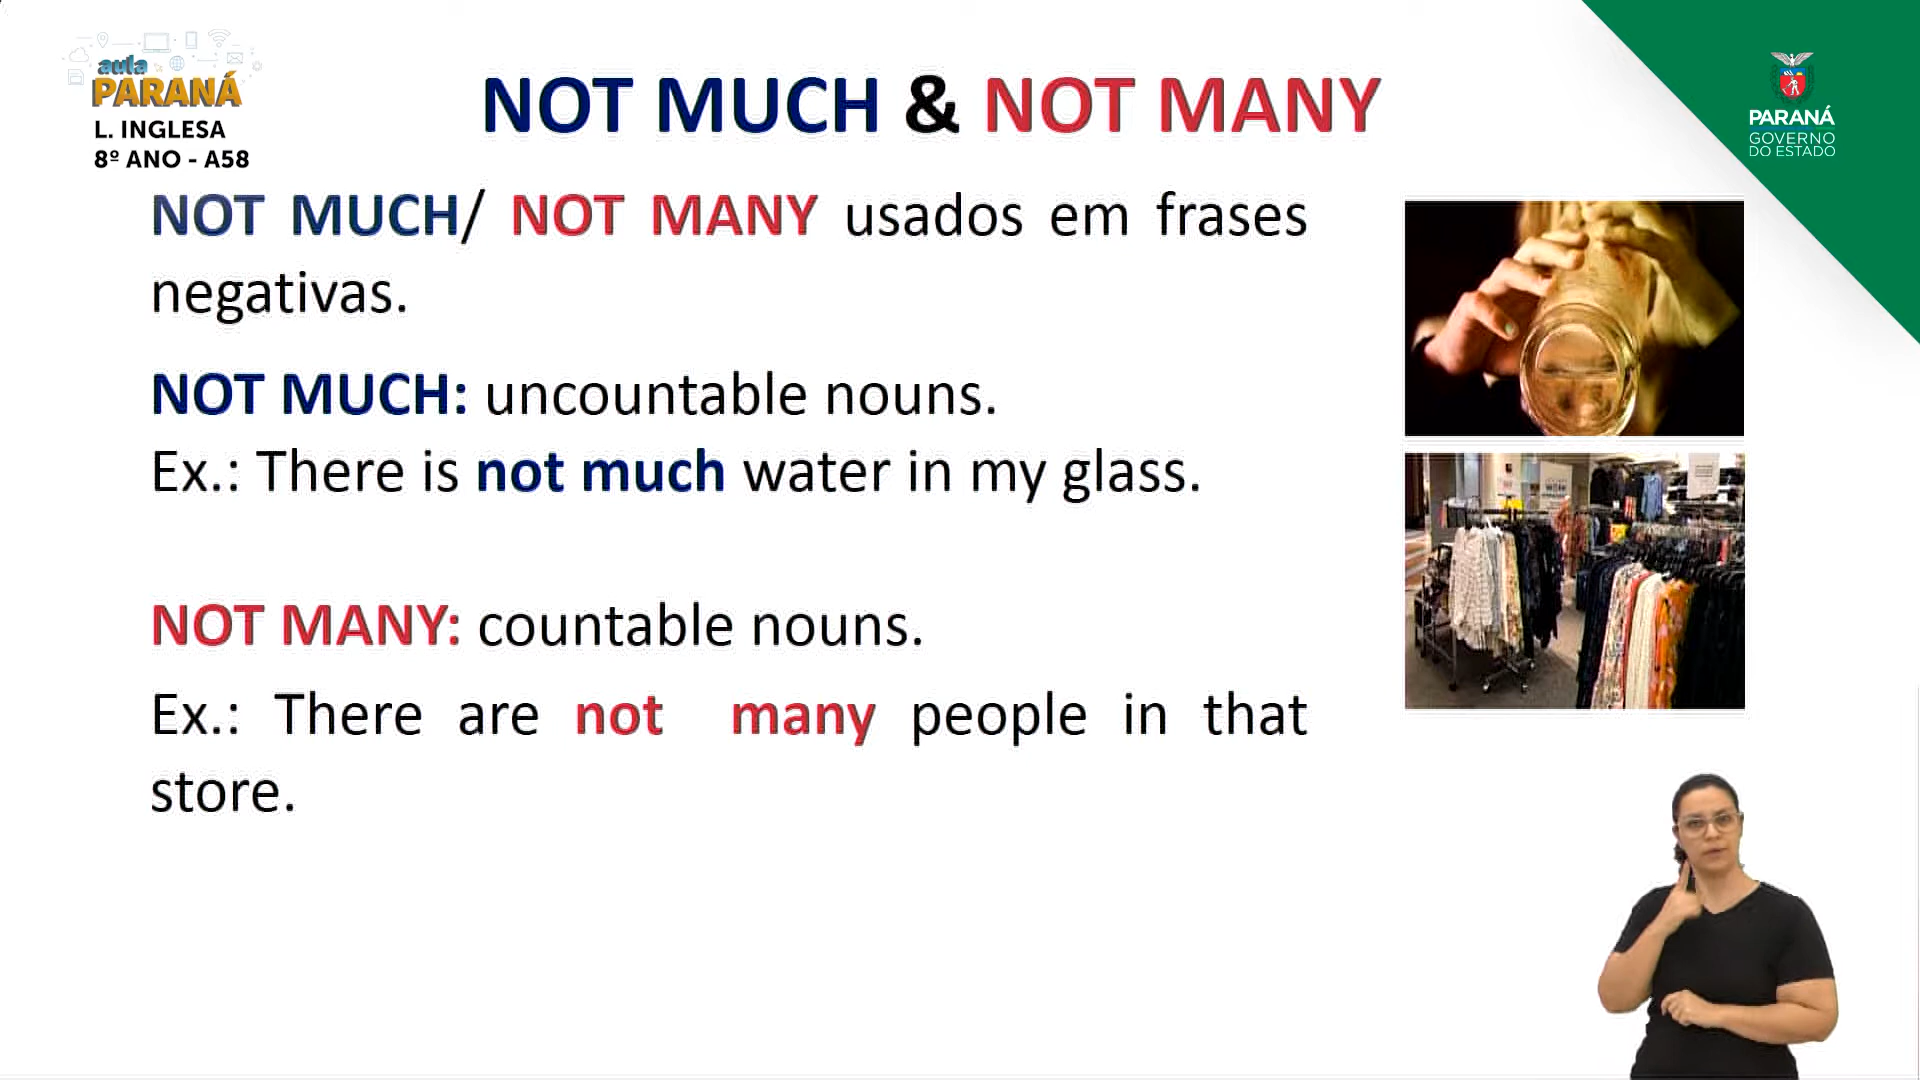 aula
PARANÁ
L. INGLESA
8º ANO - A58
NOT MUCH & NOT MANY
PARANÁ
GOVERNO
DO ESTADO
NOT MUCH/ NOT MANY usados em frases
negativas.
NOT MUCH: uncountable nouns.
Ex.: There is not much water in my glass.
NOT MANY: countable nouns.
Ex.: There are not many people in that
store.